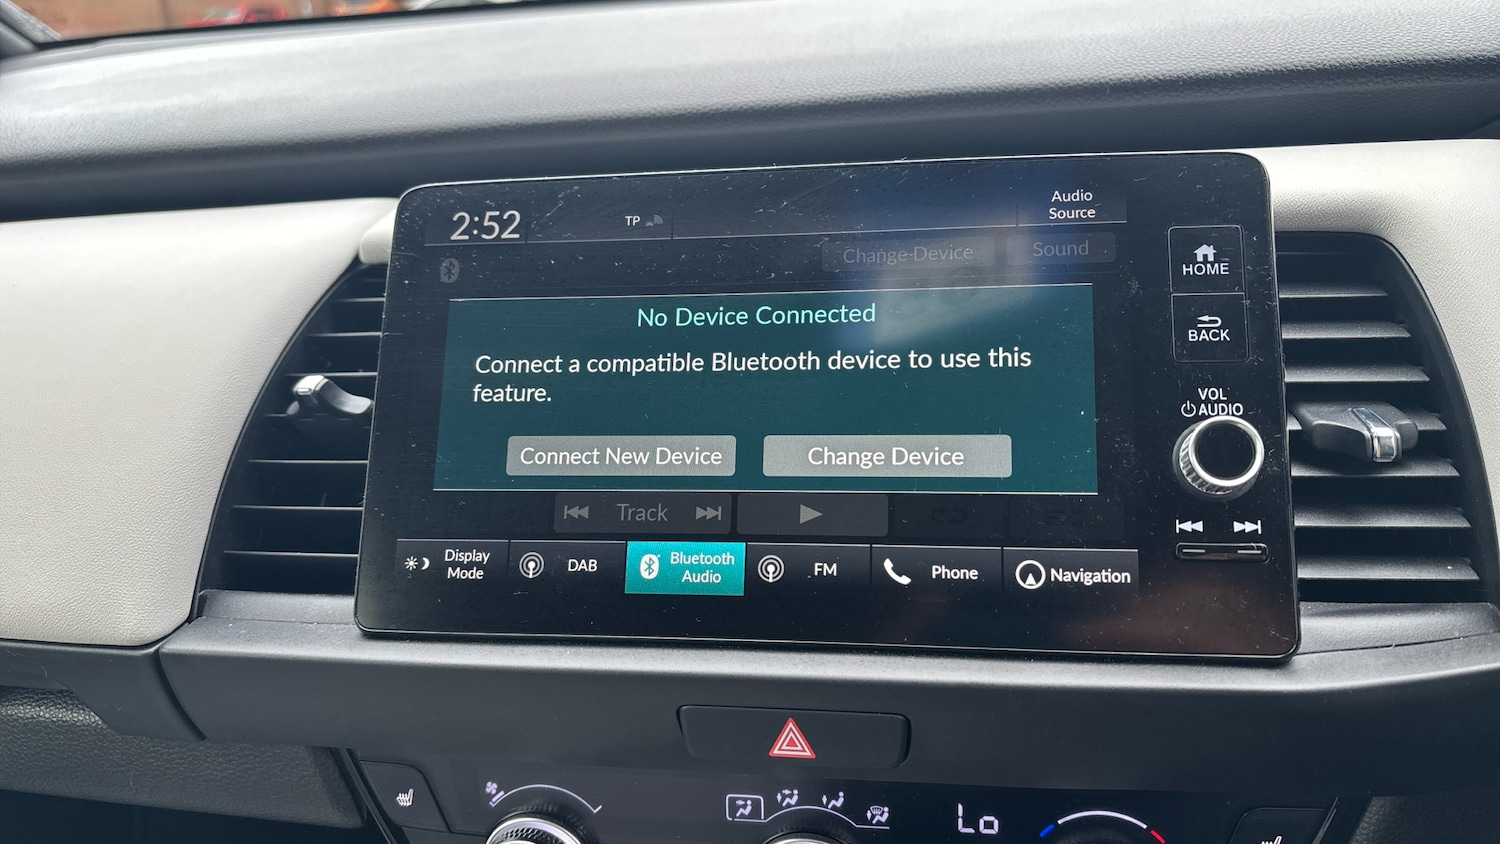 2:52
TP
Audio
Source
Change Device
Sound
No Device Connected
Connect a compatible Bluetooth device to use this
feature.
Connect New Device
Change Device
Track
Display
Mode
DAB
Bluetooth
Audio
FM
Phone
Navigation
HOME
BACK
VOL
AUDIO
Lo